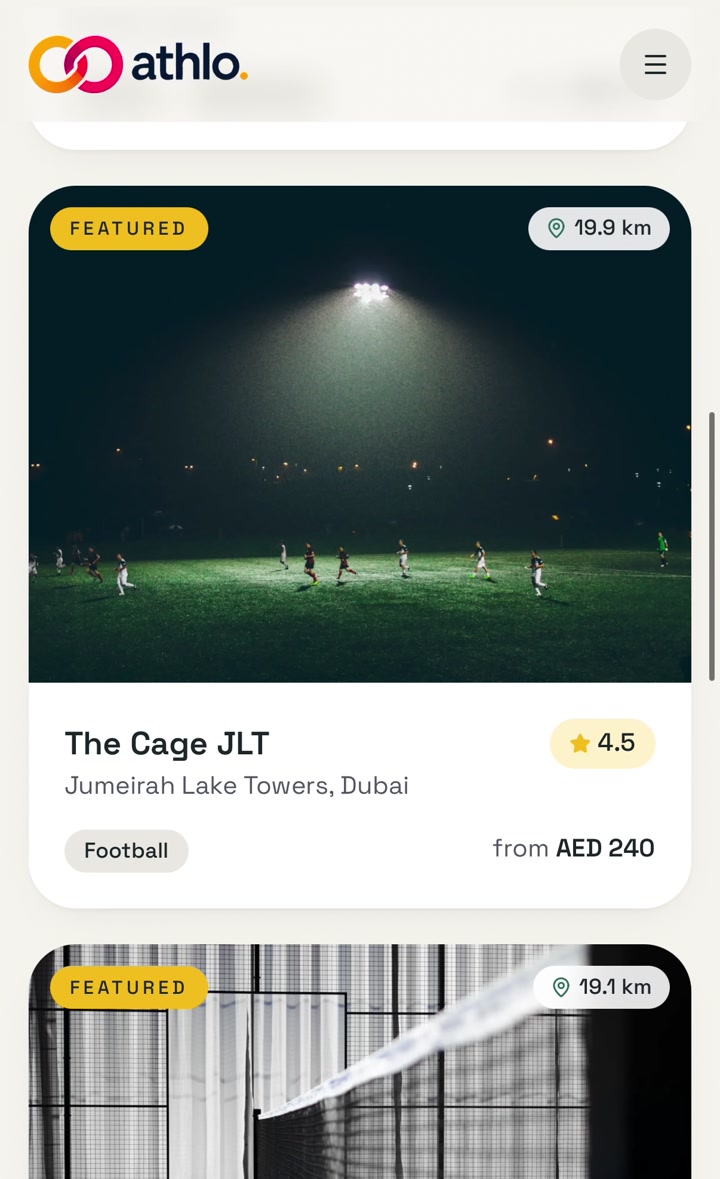 athlo.
FEATURED
19.9 km
The Cage JLT
4.5
Jumeirah Lake Towers, Dubai
Football
from AED 240
FEATURED
19.1 km